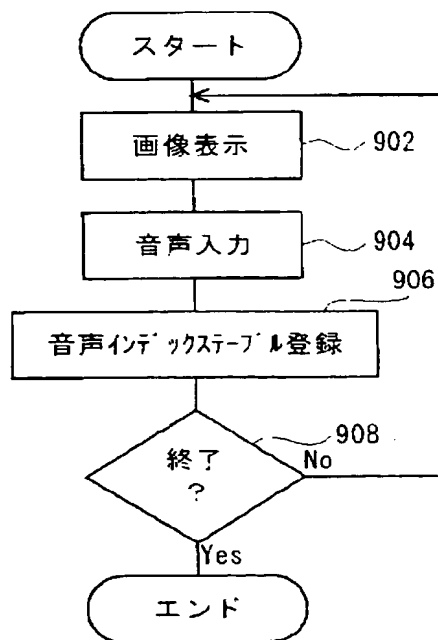 スタート
画像表示
902
音声入力
904
906
音声ｲﾝﾃﾞｯｸｽﾃｰﾌﾞﾙ登録
終了
?
908
No
Yes
エンド